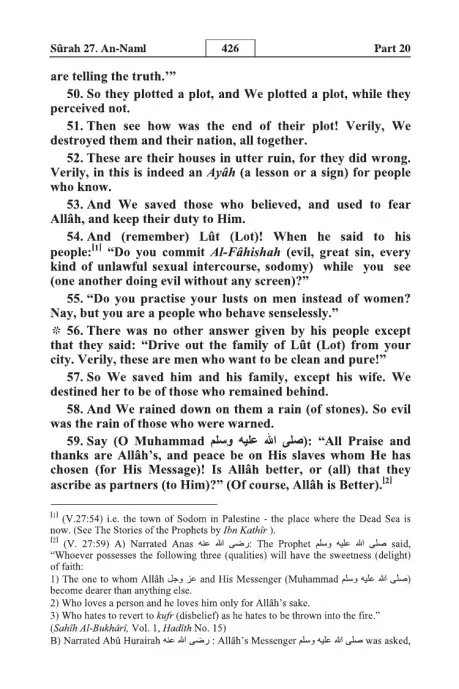 Sûrah 27. An-Naml 426 Part 20
are telling the truth.’”
50. So they plotted a plot, and We plotted a plot, while they
perceived not.
51. Then see how was the end of their plot! Verily, We
destroyed them and their nation, all together.
52. These are their houses in utter ruin, for they did wrong.
Verily, in this is indeed an Ayâh (a lesson or a sign) for people
who know.
53. And We saved those who believed, and used to fear
Allâh, and keep their duty to Him.
54. And (remember) Lût (Lot)! When he said to his
people:[1] “Do you commit Al-Fâhishah (evil, great sin, every
kind of unlawful sexual intercourse, sodomy) while you see
(one another doing evil without any screen)?”
55. “Do you practise your lusts on men instead of women?
Nay, but you are a people who behave senselessly.”
* 56. There was no other answer given by his people except
that they said: “Drive out the family of Lût (Lot) from your
city. Verily, these are men who want to be clean and pure!”
57. So We saved him and his family, except his wife. We
destined her to be of those who remained behind.
58. And We rained down on them a rain (of stones). So evil
was the rain of those who were warned.
59. Say (O Muhammad صلى الله عليه وسلم): “All Praise and
thanks are Allâh’s, and peace be on His slaves whom He has
chosen (for His Message)! Is Allâh better, or (all) that they
ascribe as partners (to Him)?” (Of course, Allâh is Better).[2]
[1] (V.27:54) i.e. the town of Sodom in Palestine - the place where the Dead Sea is
now. (See The Stories of the Prophets by Ibn Kathîr ).
[2] (V. 27:59) A) Narrated Anas رضى الله عنه: The Prophet صلى الله عليه وسلم said,
“Whoever possesses the following three (qualities) will have the sweetness (delight)
of faith:
1) The one to whom Allâh عز وجل and His Messenger (Muhammad صلى الله عليه وسلم)
become dearer than anything else.
2) Who loves a person and he loves him only for Allâh’s sake.
3) Who hates to revert to kufr (disbelief) as he hates to be thrown into the fire.”
(Sahîh Al-Bukhârî, Vol. 1, Hadîth No. 15)
B) Narrated Abû Hurairah رضى الله عنه : Allâh’s Messenger صلى الله عليه وسلم was asked,